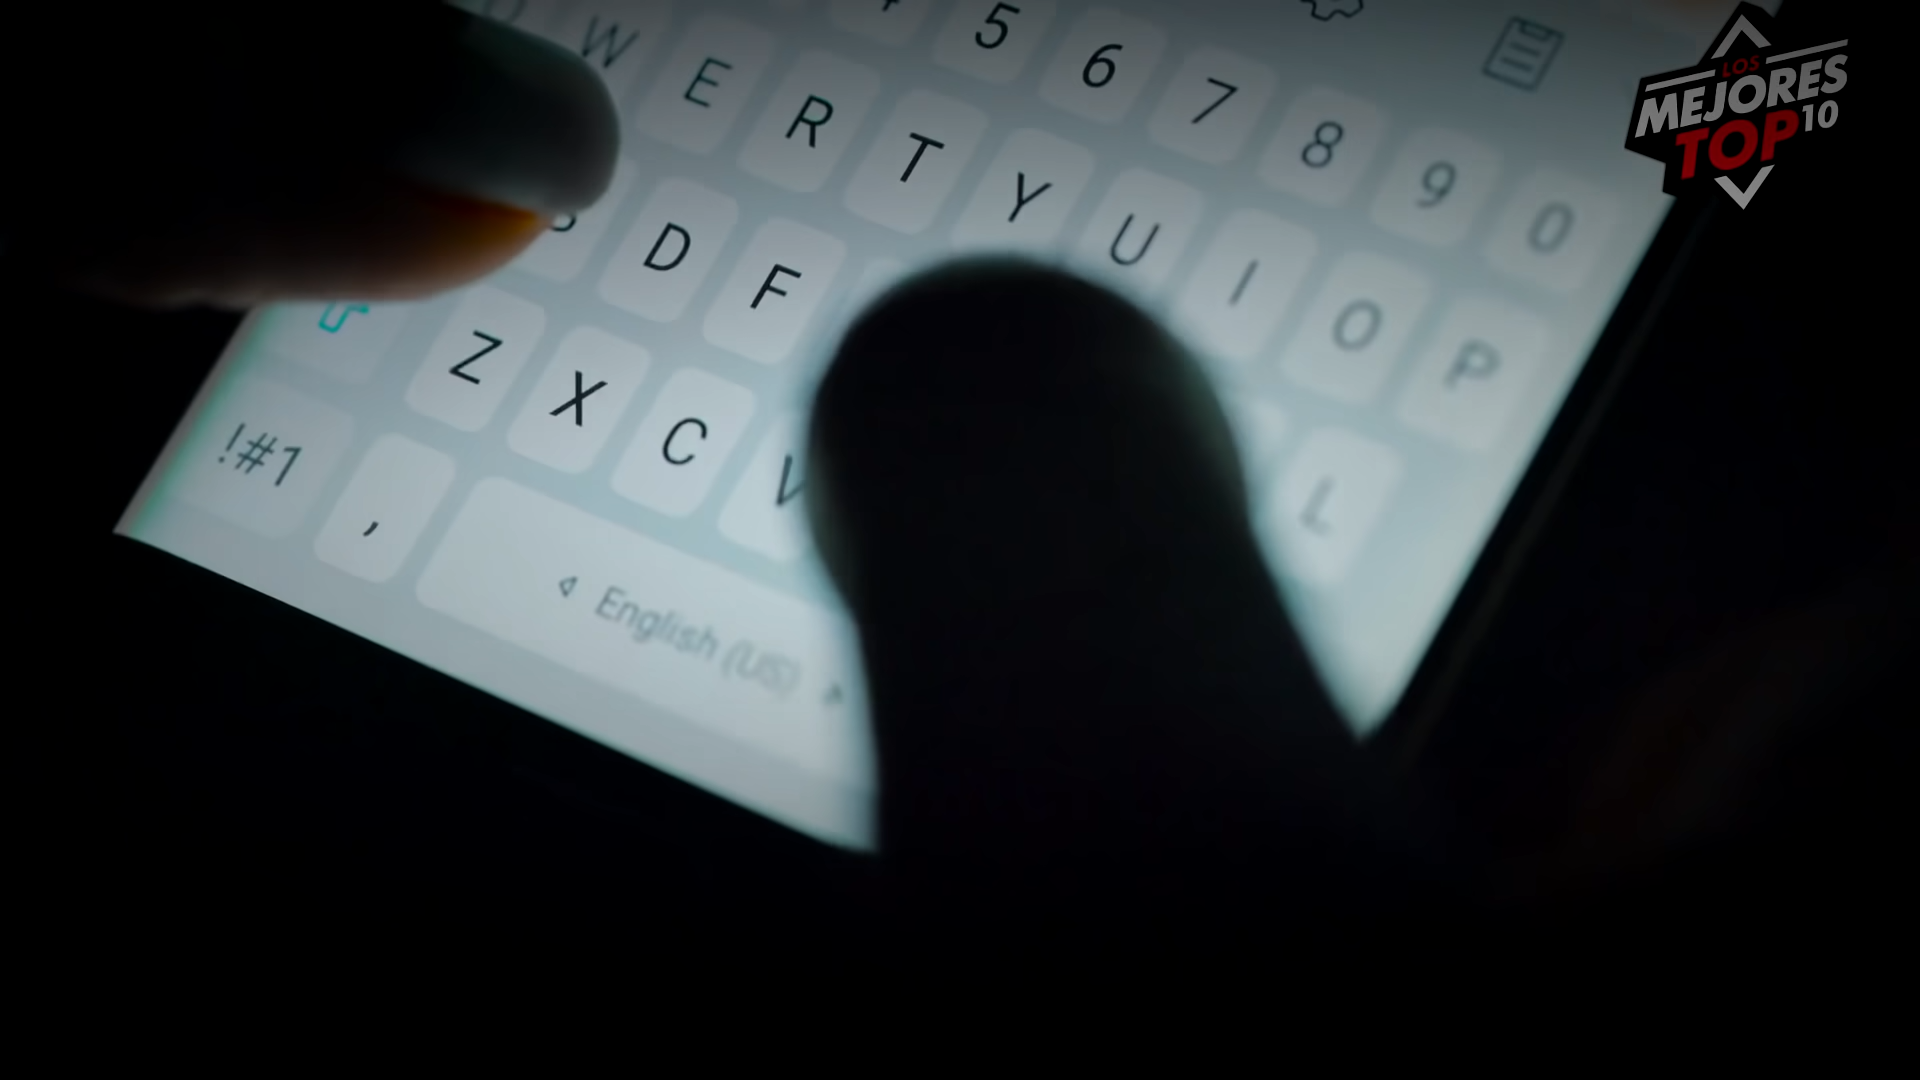 5 6 7 8 9 0
W E R T Y U I O P
D F L
Z X C V
!#1 , English (US)
LOS
MEJORES
TOP 10